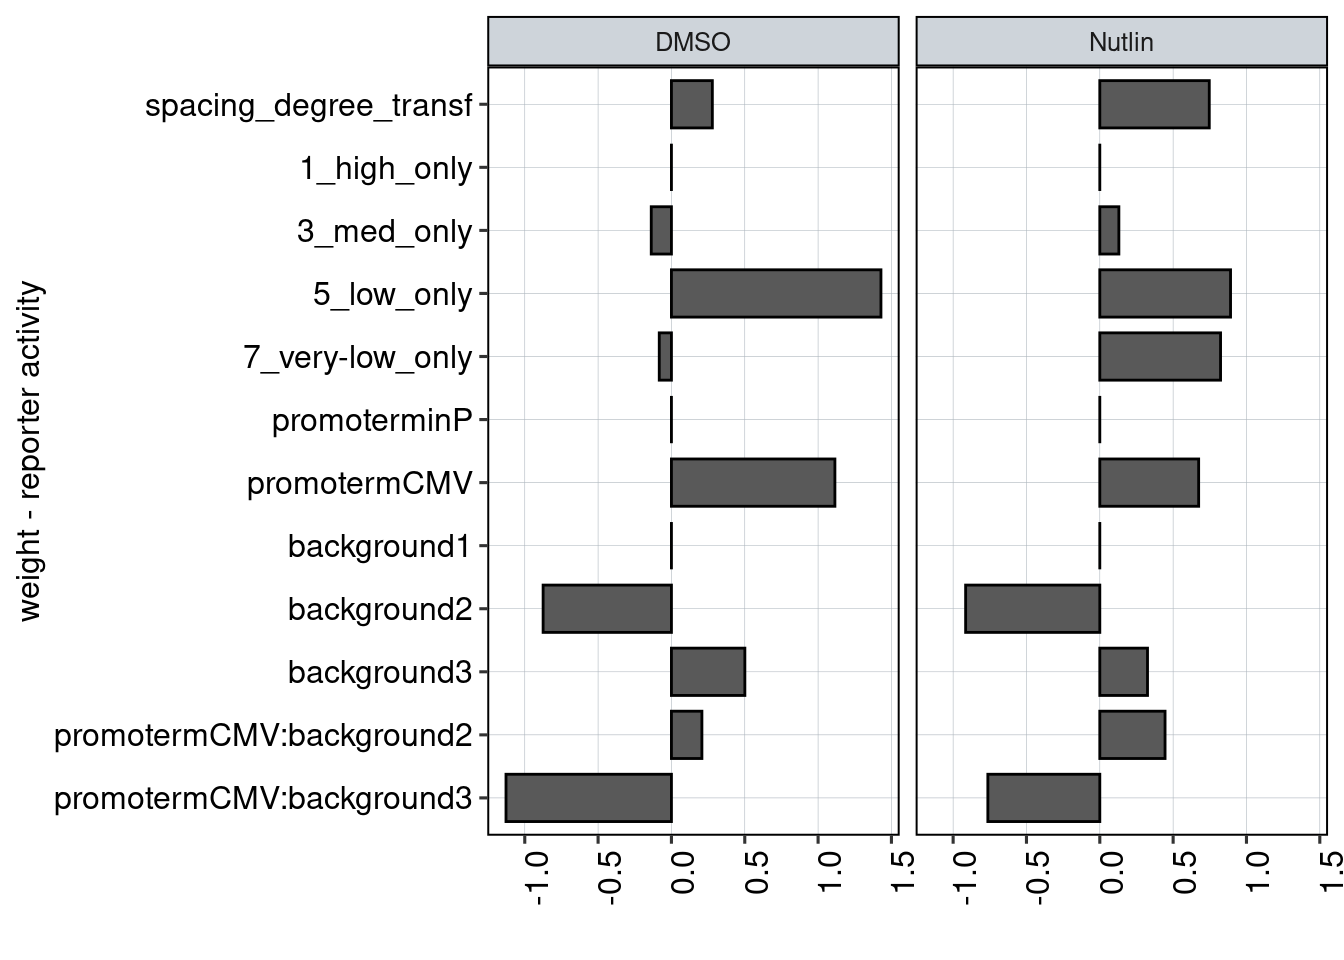 DMSO
Nutlin
weight - reporter activity
spacing_degree_transf
1_high_only
3_med_only
5_low_only
7_very-low_only
promoterminP
promotermCMV
background1
background2
background3
promotermCMV:background2
promotermCMV:background3
-1.0
-0.5
0.0
0.5
1.0
1.5
-1.0
-0.5
0.0
0.5
1.0
1.5